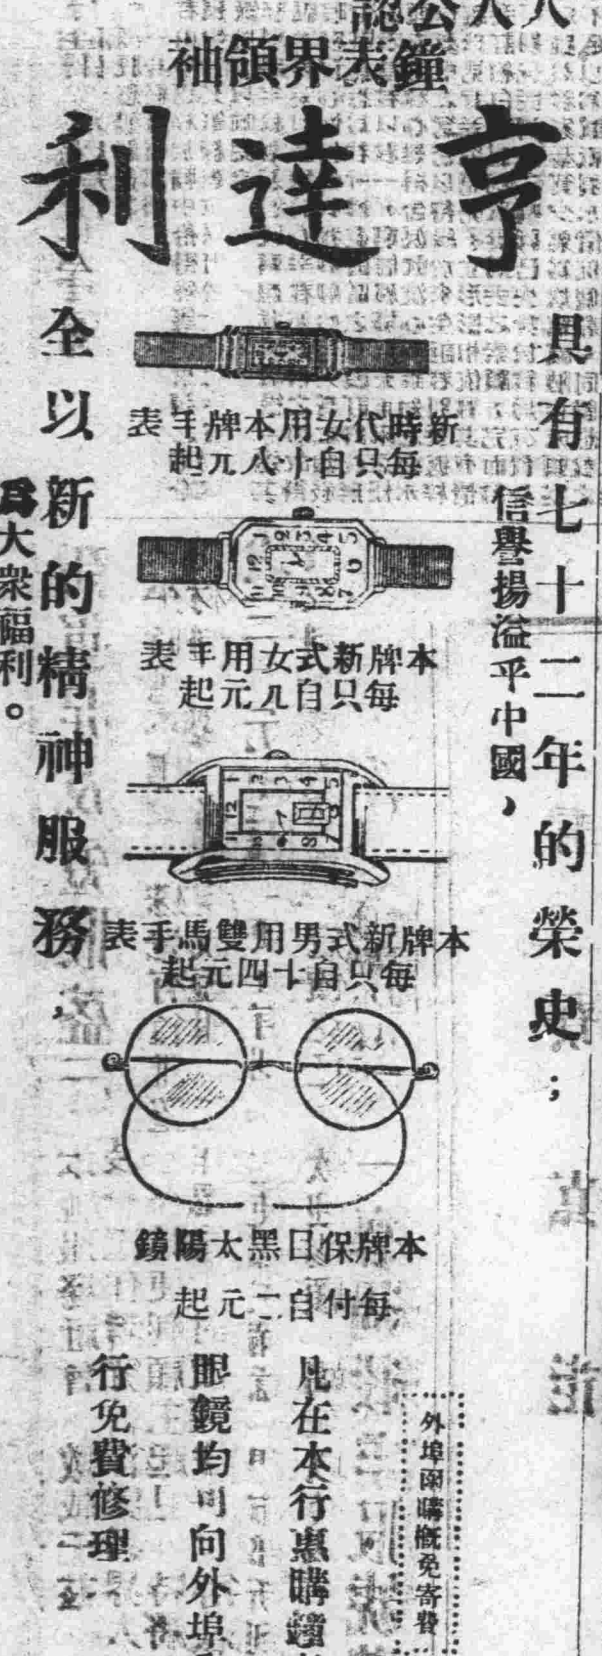 人人公認
鐘表界領袖
亨達利
具有七十二年的榮史；
信譽揚溢乎中國，
全以新的精神服務，
為大衆福利。
新時代女用本牌手表
每只自十八元起
本牌新式女用手表
每只自九元起
本牌新式男用雙馬手表
每只自十四元起
本牌保日黑太陽鏡
每付自二元起
外埠函購概免寄費
凡在本行惠購鐘
眼鏡均可向外埠
行免費修理